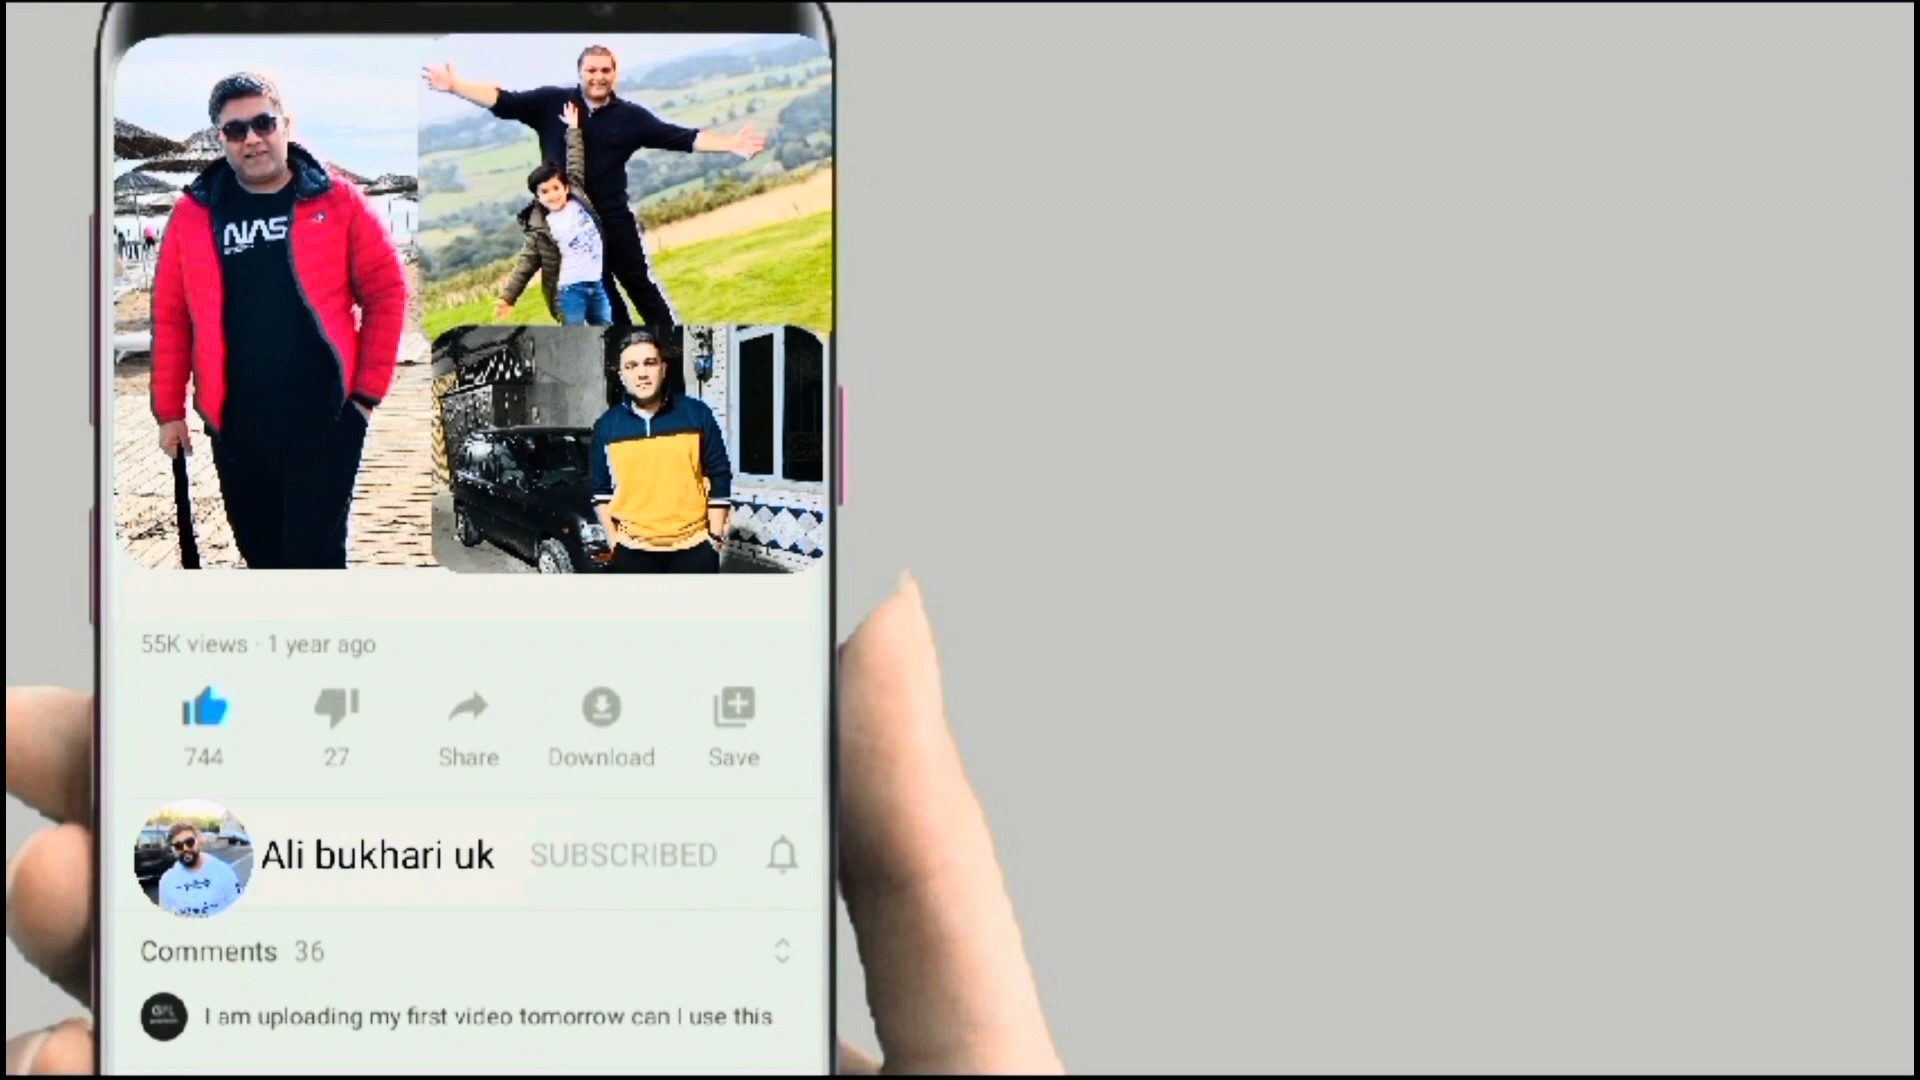 NAS
55K views · 1 year ago
744
27
Share
Download
Save
Ali bukhari uk
SUBSCRIBED
Comments 36
I am uploading my first video tomorrow can I use this